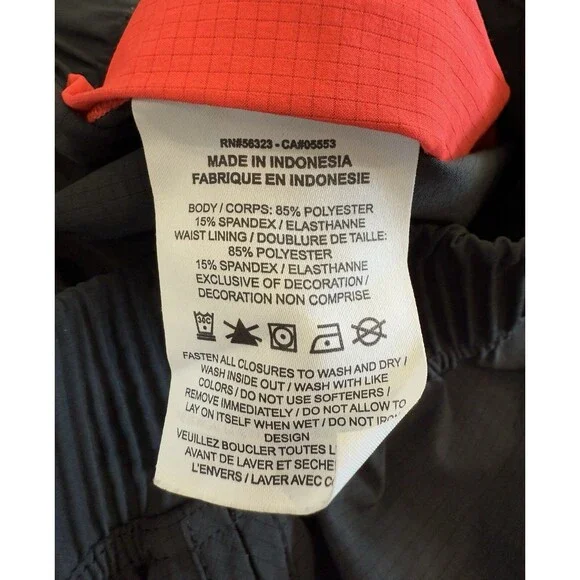 RN#56323 - CA#05553
MADE IN INDONESIA
FABRIQUE EN INDONESIE
BODY / CORPS: 85% POLYESTER
15% SPANDEX / ELASTHANNE
WAIST LINING / DOUBLURE DE TAILLE:
85% POLYESTER
15% SPANDEX / ELASTHANNE
EXCLUSIVE OF DECORATION /
DECORATION NON COMPRISE
30C
FASTEN ALL CLOSURES TO WASH AND DRY /
WASH INSIDE OUT / WASH WITH LIKE
COLORS / DO NOT USE SOFTENERS /
REMOVE IMMEDIATELY / DO NOT ALLOW TO
LAY ON ITSELF WHEN WET / DO NOT IRON
DESIGN
VEUILLEZ BOUCLER TOUTES L
AVANT DE LAVER ET SECHE
L'ENVERS / LAVER AVEC C